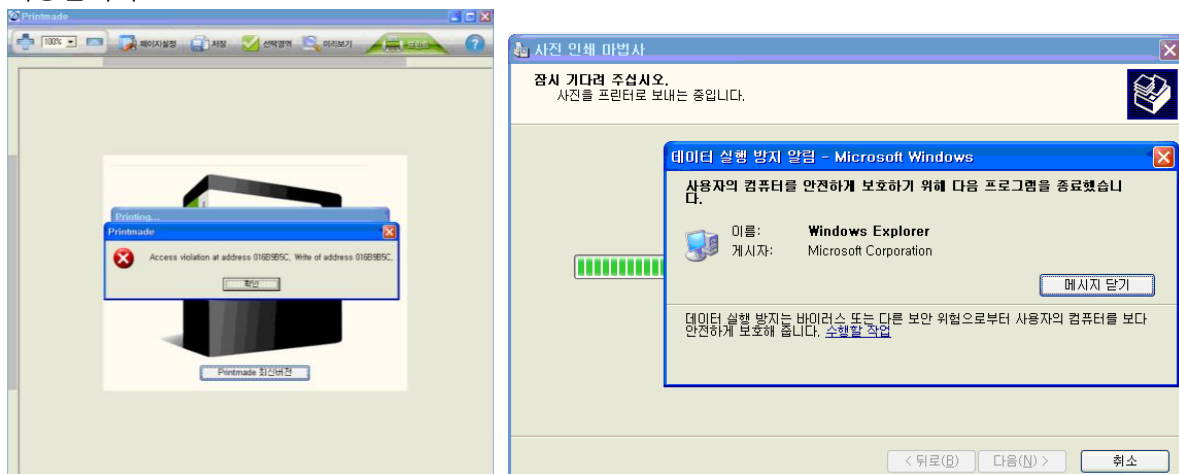 Printmade
100%
페이지설정
저장
선택영역
미리보기
Printing...
Printmade
Access violation at address 016B9B5C, Write of address 016B9B5C.
확인
Printmade 최신버전
사진 인쇄 마법사
잠시 기다려 주십시오.
사진을 프린터로 보내는 중입니다.
데이터 실행 방지 알림 - Microsoft Windows
사용자의 컴퓨터를 안전하게 보호하기 위해 다음 프로그램을 종료했습니
다.
이름: Windows Explorer
게시자: Microsoft Corporation
메시지 닫기
데이터 실행 방지는 바이러스 또는 다른 보안 위험으로부터 사용자의 컴퓨터를 보다
안전하게 보호해 줍니다. 수행할 작업
< 뒤로(B)
다음(N) >
취소